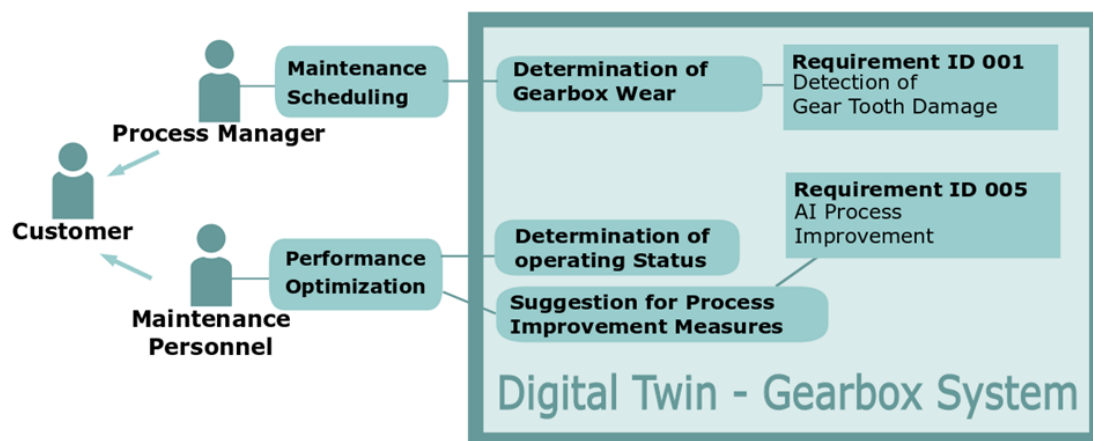 Maintenance
Scheduling
Process Manager
Determination of
Gearbox Wear
Requirement ID 001
Detection of
Gear Tooth Damage
Customer
Maintenance
Personnel
Performance
Optimization
Determination of
operating Status
Suggestion for Process
Improvement Measures
Requirement ID 005
AI Process
Improvement
Digital Twin - Gearbox System